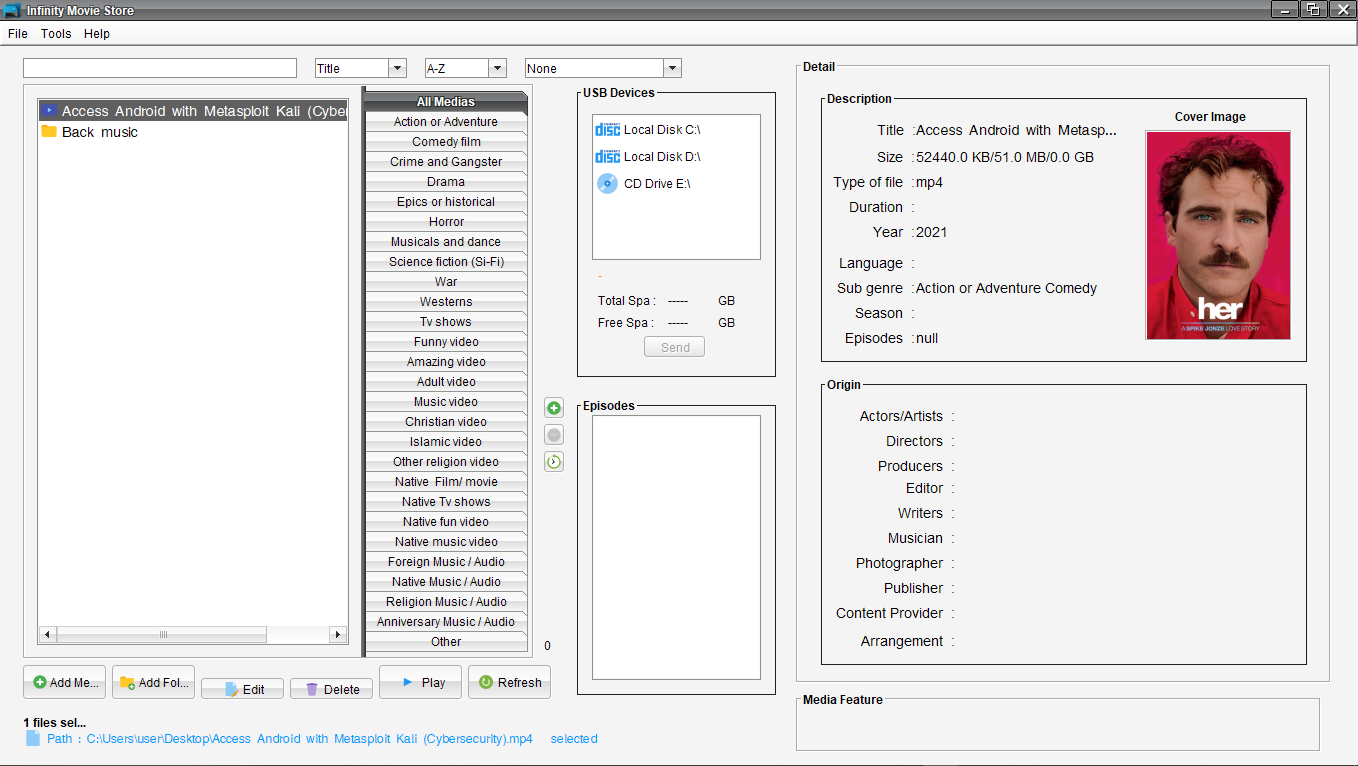 Infinity Movie Store
File Tools Help
Title A-Z None
Access Android with Metasploit Kali (Cyber
Back music
All Medias
Action or Adventure
Comedy film
Crime and Gangster
Drama
Epics or historical
Horror
Musicals and dance
Science fiction (Si-Fi)
War
Westerns
Tv shows
Funny video
Amazing video
Adult video
Music video
Christian video
Islamic video
Other religion video
Native Film/ movie
Native Tv shows
Native fun video
Native music video
Foreign Music / Audio
Native Music / Audio
Religion Music / Audio
Anniversary Music / Audio
Other
0
Add Me... Add Fol... Edit Delete Play Refresh
1 files sel...
Path : C:\Users\user\Desktop\Access Android with Metasploit Kali (Cybersecurity).mp4 selected
USB Devices
COMPACT disc Local Disk C:\
COMPACT disc Local Disk D:\
CD Drive E:\
-
Total Spa : ----- GB
Free Spa : ----- GB
Send
Episodes
Detail
Description
Title :Access Android with Metasp...
Size :52440.0 KB/51.0 MB/0.0 GB
Type of file :mp4
Duration :
Year :2021
Language :
Sub genre :Action or Adventure Comedy
Season :
Episodes :null
Cover Image
her
A SPIKE JONZE LOVE STORY
Origin
Actors/Artists :
Directors :
Producers :
Editor :
Writers :
Musician :
Photographer :
Publisher :
Content Provider :
Arrangement :
Media Feature